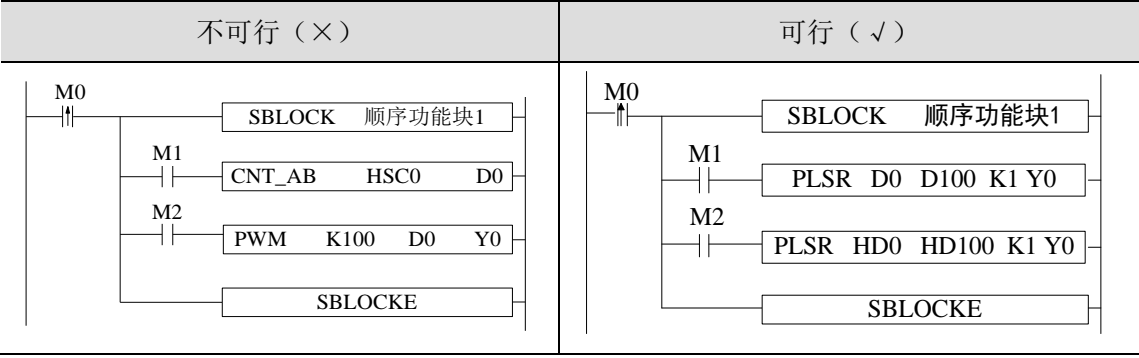 不可行（×） 可行（√）
M0
SBLOCK 顺序功能块1
M1
CNT_AB HSC0 D0
M2
PWM K100 D0 Y0
SBLOCKE
M0
SBLOCK 顺序功能块1
M1
PLSR D0 D100 K1 Y0
M2
PLSR HD0 HD100 K1 Y0
SBLOCKE